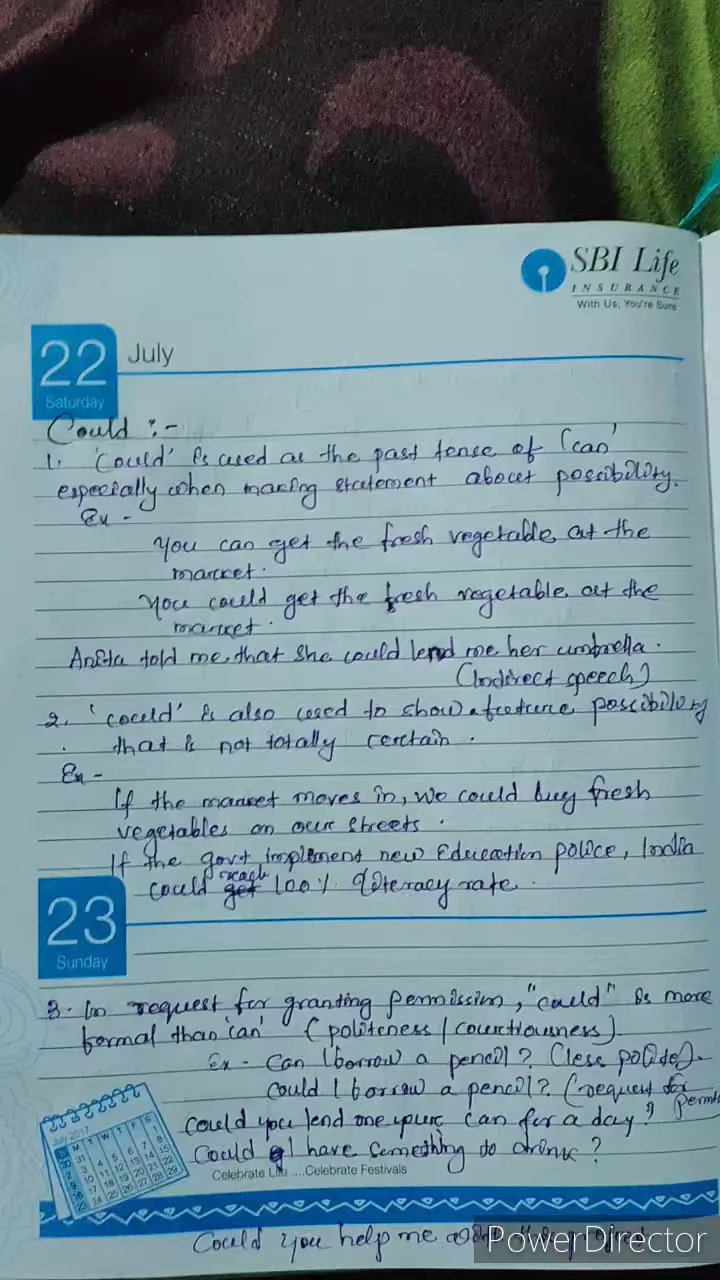 SBI Life
INSURANCE
With Us, You're Sure
22 July
Saturday
Could :-
1. 'Could' is used as the past tense of 'can'
especially when making statement about possibility.
Ex -
You can get the fresh vegetable at the
market.
You could get the fresh vegetable at the
market.
Anita told me that she could lend me her umbrella.
(Indirect speech)
2. 'could' is also used to show a future possibility
that is not totally certain.
Ex -
If the market moves in, we could buy fresh
vegetables on our streets.
If the govt implement new Education police, India
could get reach 100% literacy rate.
23
Sunday
3. In request for granting permission, "could" is more
formal than 'can' (politeness / courtiousness).
Ex - Can I borrow a pencil? (less polite).
Could I borrow a pencil? (request for
Could you lend me your can for a day?
Could I have something to drink?
July 2017
Celebrate Life ....Celebrate Festivals
Could you help me
PowerDirector